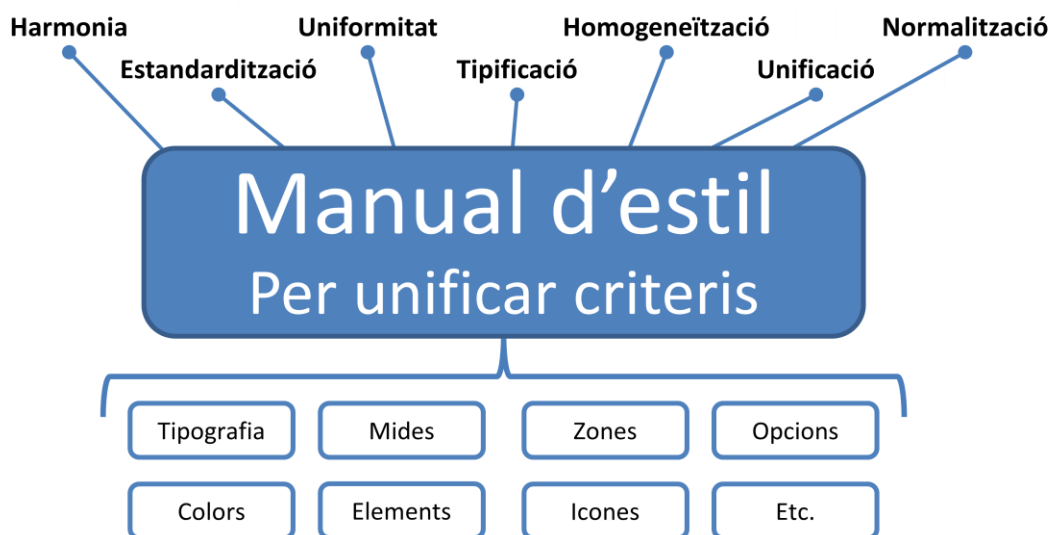 Harmonia Uniformitat Homogeneïtzació Normalització
Estandardització Tipificació Unificació
Manual d’estil
Per unificar criteris
Tipografia Mides Zones Opcions
Colors Elements Icones Etc.